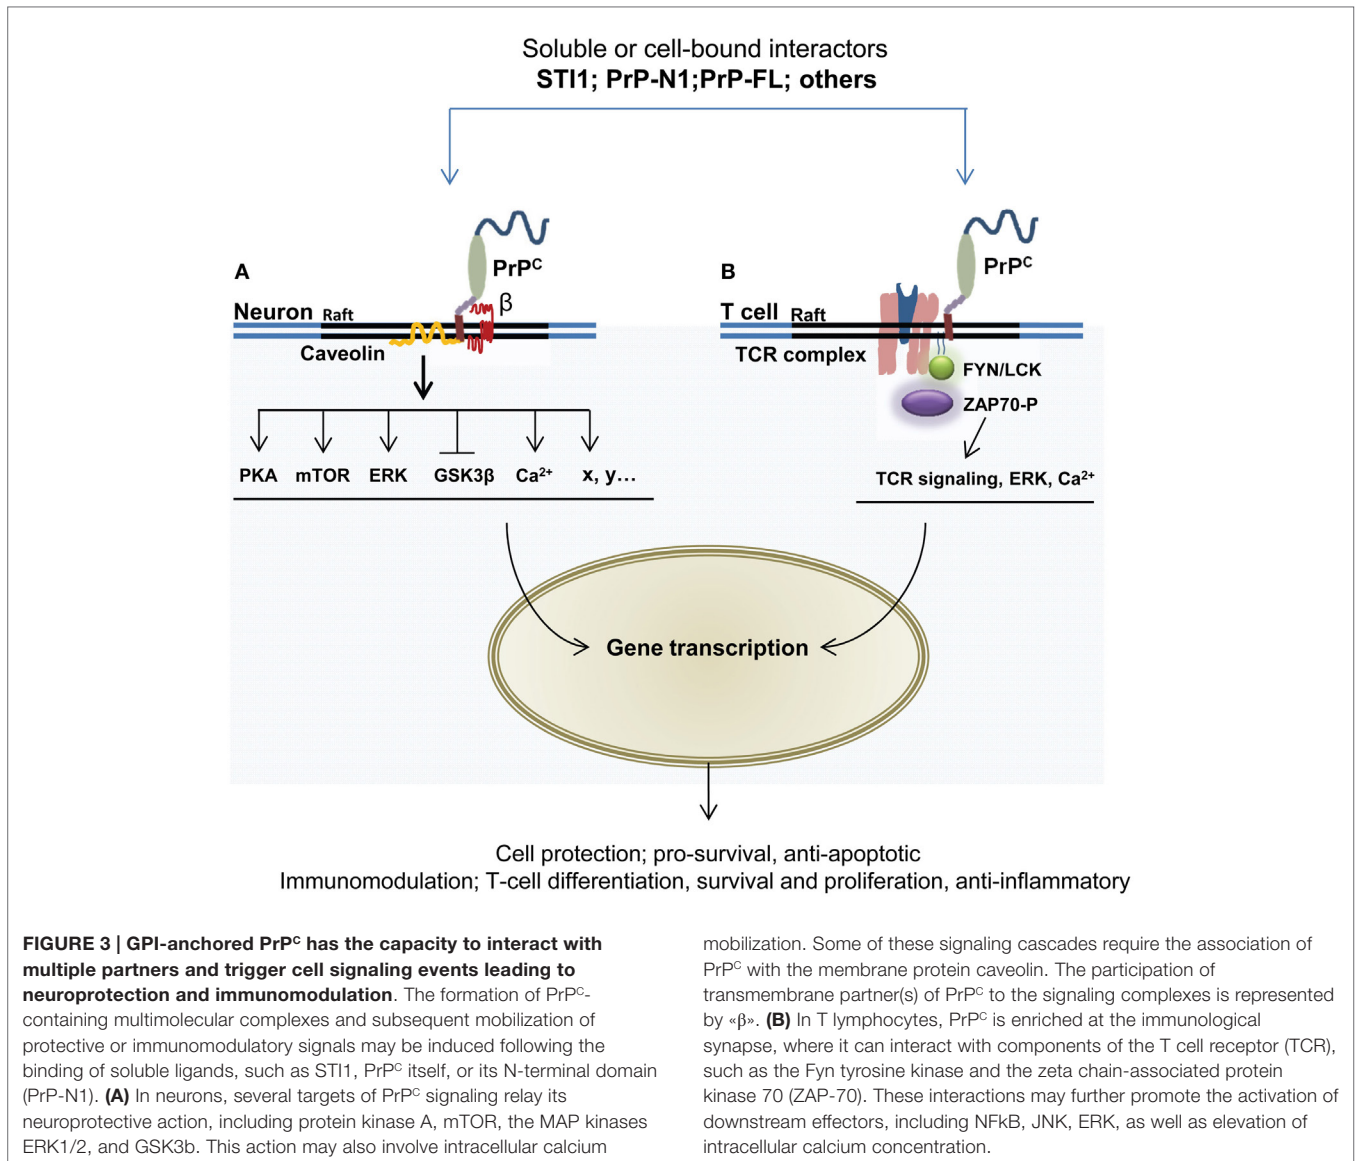 Soluble or cell-bound interactors
STI1; PrP-N1;PrP-FL; others
A
PrPᶜ
β
Neuron Raft
Caveolin
PKA mTOR ERK GSK3β Ca²⁺ x, y...
B
PrPᶜ
T cell Raft
TCR complex
FYN/LCK
ZAP70-P
TCR signaling, ERK, Ca²⁺
Gene transcription
Cell protection; pro-survival, anti-apoptotic
Immunomodulation; T-cell differentiation, survival and proliferation, anti-inflammatory
FIGURE 3 | GPI-anchored PrPᶜ has the capacity to interact with
multiple partners and trigger cell signaling events leading to
neuroprotection and immunomodulation. The formation of PrPᶜ-
containing multimolecular complexes and subsequent mobilization of
protective or immunomodulatory signals may be induced following the
binding of soluble ligands, such as STI1, PrPᶜ itself, or its N-terminal domain
(PrP-N1). (A) In neurons, several targets of PrPᶜ signaling relay its
neuroprotective action, including protein kinase A, mTOR, the MAP kinases
ERK1/2, and GSK3b. This action may also involve intracellular calcium
mobilization. Some of these signaling cascades require the association of
PrPᶜ with the membrane protein caveolin. The participation of
transmembrane partner(s) of PrPᶜ to the signaling complexes is represented
by «β». (B) In T lymphocytes, PrPᶜ is enriched at the immunological
synapse, where it can interact with components of the T cell receptor (TCR),
such as the Fyn tyrosine kinase and the zeta chain-associated protein
kinase 70 (ZAP-70). These interactions may further promote the activation of
downstream effectors, including NFkB, JNK, ERK, as well as elevation of
intracellular calcium concentration.